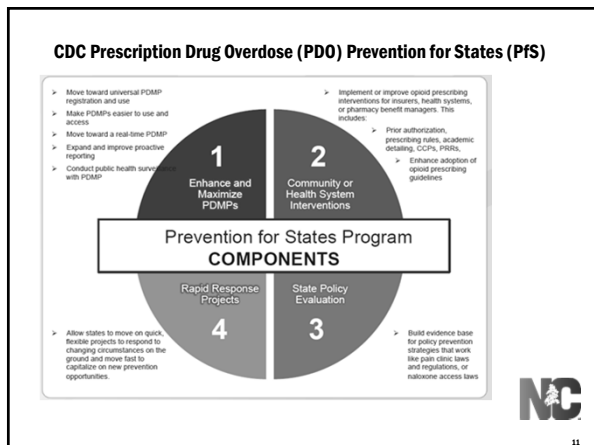 CDC Prescription Drug Overdose (PDO) Prevention for States (PfS)
➢ Move toward universal PDMP
registration and use
➢ Make PDMPs easier to use and
access
➢ Move toward a real-time PDMP
➢ Expand and improve proactive
reporting
➢ Conduct public health surveillance
with PDMP
1
Enhance and
Maximize
PDMPs
➢ Implement or improve opioid prescribing
interventions for insurers, health systems,
or pharmacy benefit managers. This
includes:
➢ Prior authorization,
prescribing rules, academic
detailing, CCPs, PRRs,
➢ Enhance adoption of
opioid prescribing
guidelines
2
Community or
Health System
Interventions
Prevention for States Program
COMPONENTS
Rapid Response
Projects
4
➢ Allow states to move on quick,
flexible projects to respond to
changing circumstances on the
ground and move fast to
capitalize on new prevention
opportunities.
State Policy
Evaluation
3
➢ Build evidence base
for policy prevention
strategies that work
like pain clinic laws
and regulations, or
naloxone access laws
NC
11